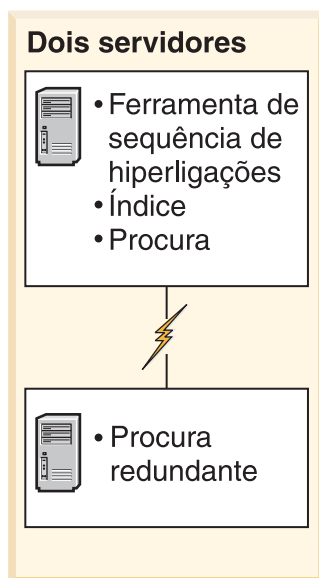 Dois servidores
• Ferramenta de
sequência de
hiperligações
• Índice
• Procura
• Procura
redundante